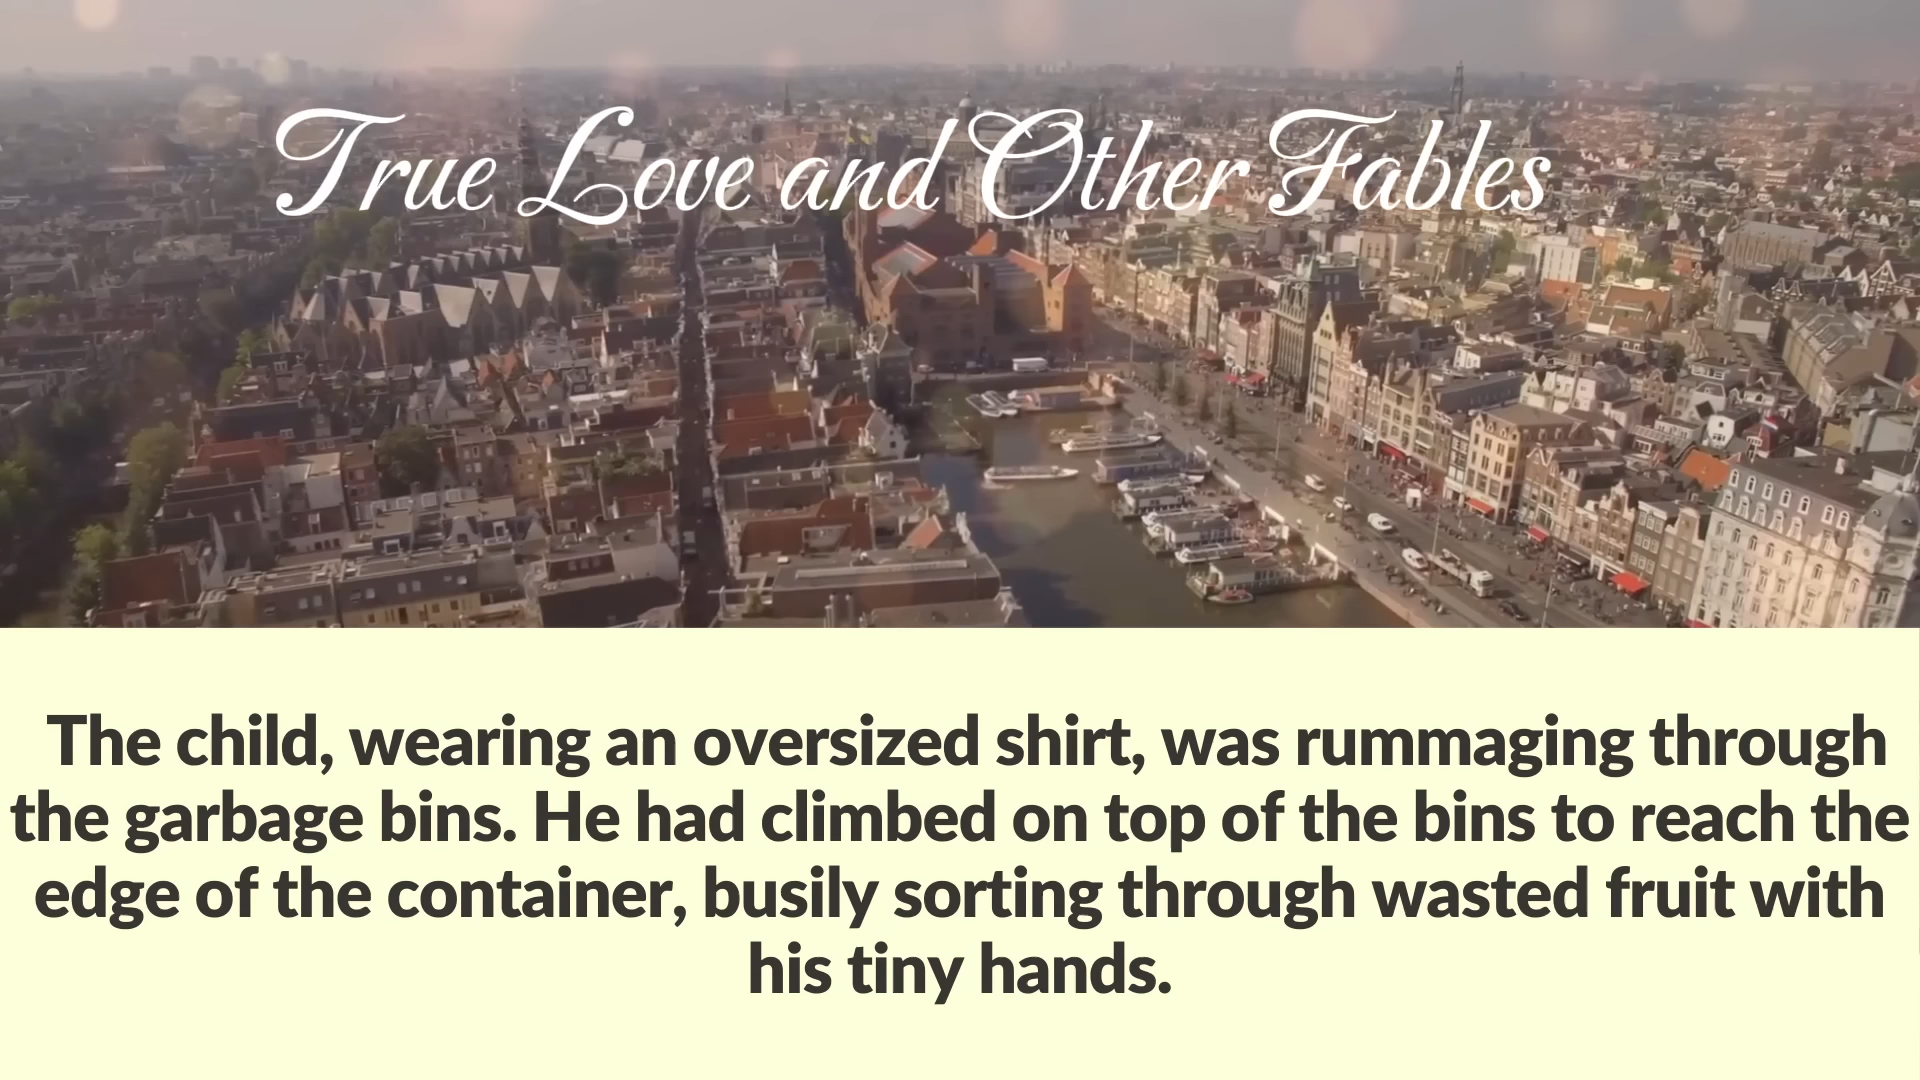 True Love and Other Fables
The child, wearing an oversized shirt, was rummaging through
the garbage bins. He had climbed on top of the bins to reach the
edge of the container, busily sorting through wasted fruit with
his tiny hands.